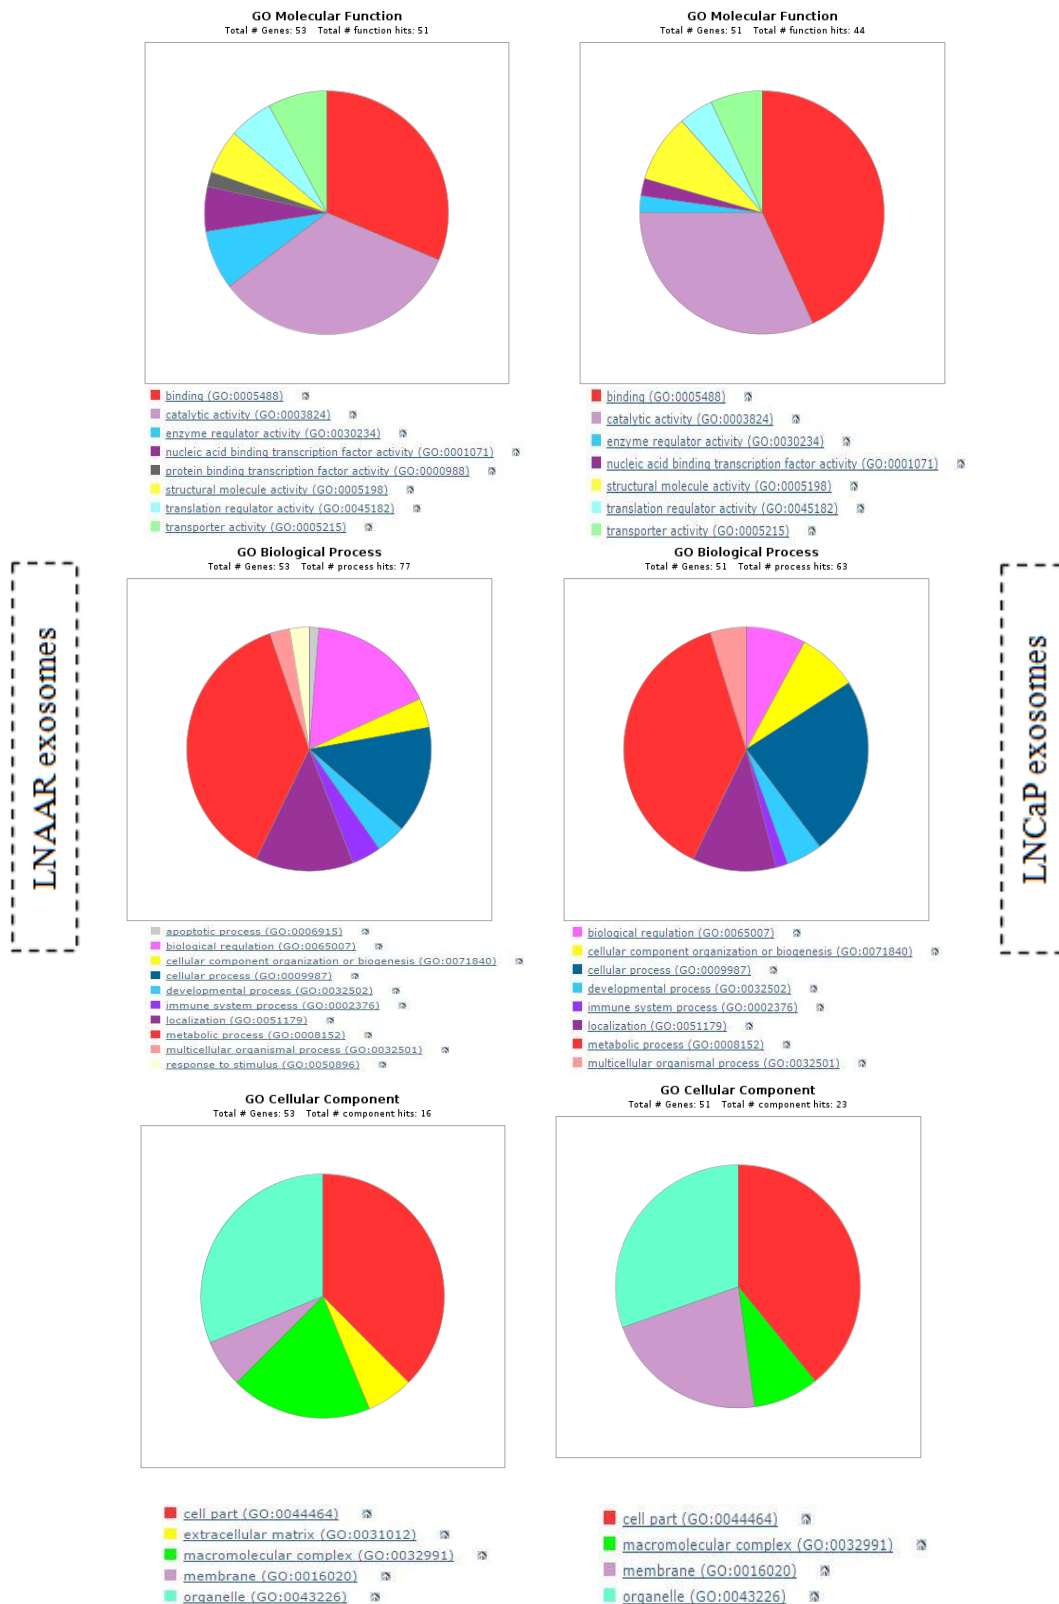 GO Molecular Function
Total # Genes: 53 Total # function hits: 51
binding (GO:0005488)
catalytic activity (GO:0003824)
enzyme regulator activity (GO:0030234)
nucleic acid binding transcription factor activity (GO:0001071)
protein binding transcription factor activity (GO:0000988)
structural molecule activity (GO:0005198)
translation regulator activity (GO:0045182)
transporter activity (GO:0005215)
GO Molecular Function
Total # Genes: 51 Total # function hits: 44
binding (GO:0005488)
catalytic activity (GO:0003824)
enzyme regulator activity (GO:0030234)
nucleic acid binding transcription factor activity (GO:0001071)
structural molecule activity (GO:0005198)
translation regulator activity (GO:0045182)
transporter activity (GO:0005215)
LNAAR exosomes
GO Biological Process
Total # Genes: 53 Total # process hits: 77
apoptotic process (GO:0006915)
biological regulation (GO:0065007)
cellular component organization or biogenesis (GO:0071840)
cellular process (GO:0009987)
developmental process (GO:0032502)
immune system process (GO:0002376)
localization (GO:0051179)
metabolic process (GO:0008152)
multicellular organismal process (GO:0032501)
response to stimulus (GO:0050896)
GO Biological Process
Total # Genes: 51 Total # process hits: 63
biological regulation (GO:0065007)
cellular component organization or biogenesis (GO:0071840)
cellular process (GO:0009987)
developmental process (GO:0032502)
immune system process (GO:0002376)
localization (GO:0051179)
metabolic process (GO:0008152)
multicellular organismal process (GO:0032501)
LNCaP exosomes
GO Cellular Component
Total # Genes: 53 Total # component hits: 16
cell part (GO:0044464)
extracellular matrix (GO:0031012)
macromolecular complex (GO:0032991)
membrane (GO:0016020)
organelle (GO:0043226)
GO Cellular Component
Total # Genes: 51 Total # component hits: 23
cell part (GO:0044464)
macromolecular complex (GO:0032991)
membrane (GO:0016020)
organelle (GO:0043226)